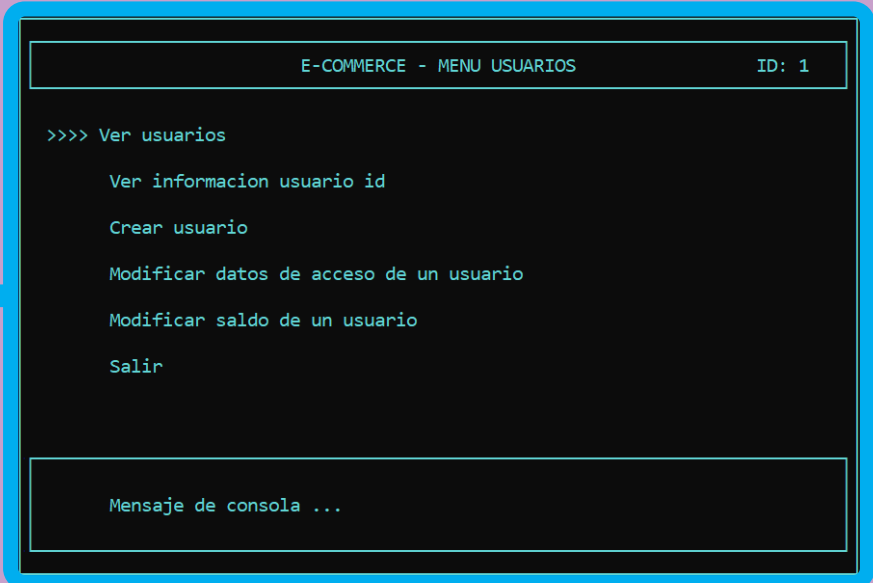 E-COMMERCE - MENU USUARIOS ID: 1
>>>> Ver usuarios
Ver informacion usuario id
Crear usuario
Modificar datos de acceso de un usuario
Modificar saldo de un usuario
Salir
Mensaje de consola ...